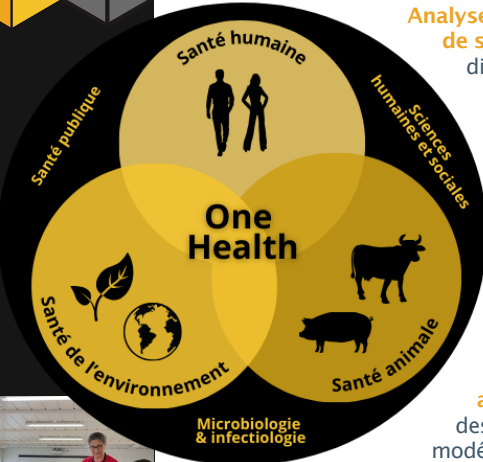 Analyse
de s
di
Santé humaine
Santé publique
Sciences
humaines et sociales
One
Health
Santé de l'environnement
Santé animale
Microbiologie
& infectiologie
a
des
modé